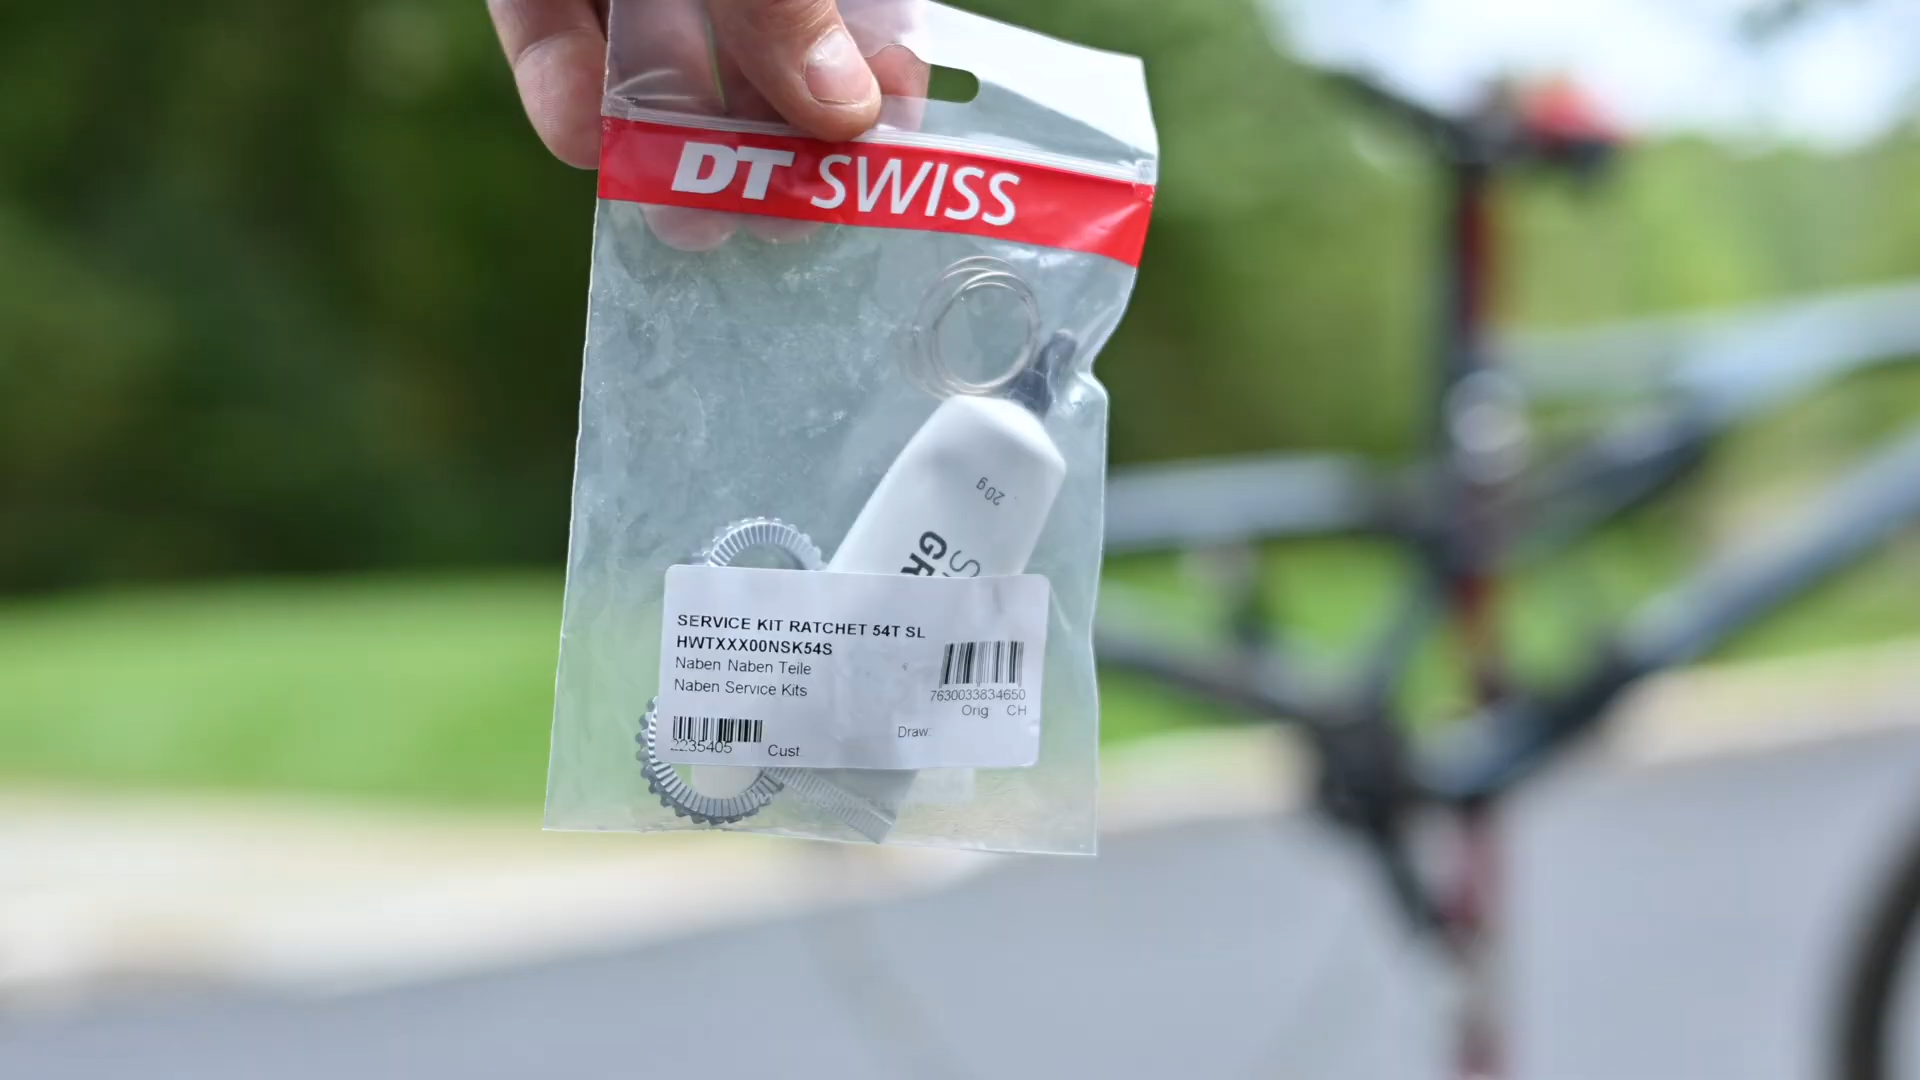 DT SWISS
20g
SERVICE KIT RATCHET 54T SL
HWTXXX00NSK54S
Naben Naben Teile
Naben Service Kits
7630033834650
Orig CH
Draw:
2235405 Cust